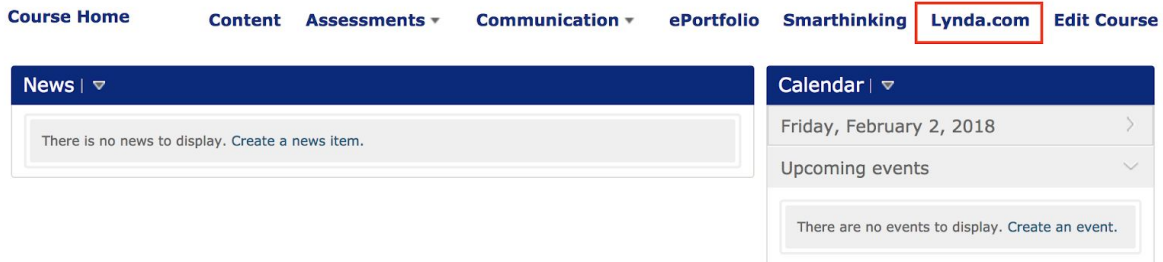 Course Home Content Assessments Communication ePortfolio Smarthinking Lynda.com Edit Course
News
There is no news to display. Create a news item.
Calendar
Friday, February 2, 2018
Upcoming events
There are no events to display. Create an event.